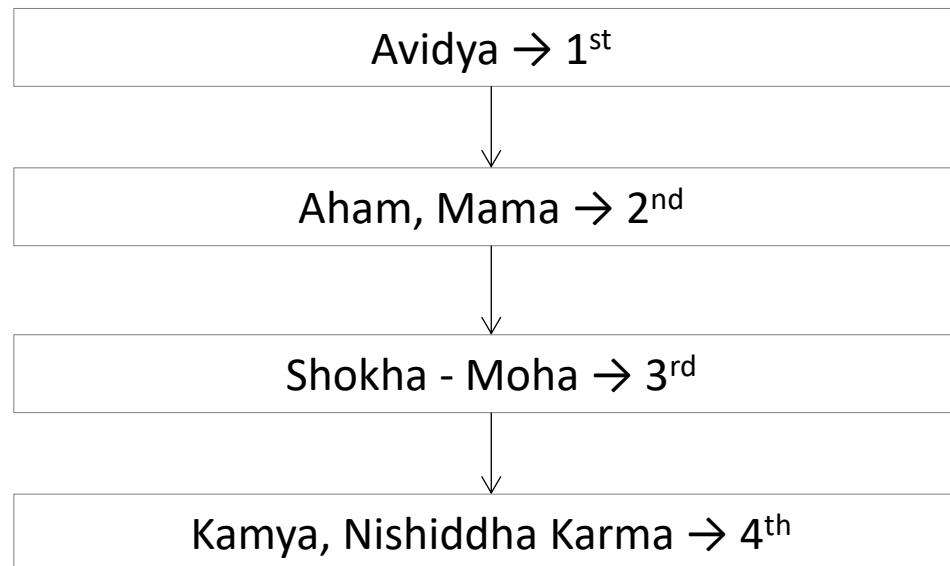 Avidya → 1st
Aham, Mama → 2nd
Shokha - Moha → 3rd
Kamya, Nishiddha Karma → 4th